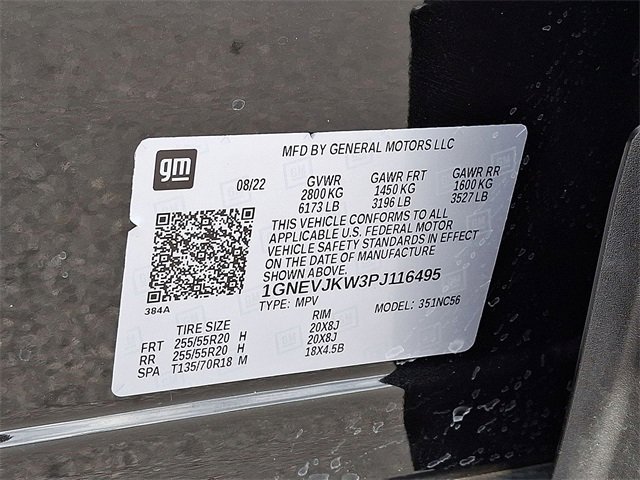 gm
MFD BY GENERAL MOTORS LLC
08/22 GVWR GAWR FRT GAWR RR
2800 KG 1450 KG 1600 KG
6173 LB 3196 LB 3527 LB
THIS VEHICLE CONFORMS TO ALL
APPLICABLE U.S. FEDERAL MOTOR
VEHICLE SAFETY STANDARDS IN EFFECT
ON THE DATE OF MANUFACTURE
SHOWN ABOVE.
384A
1GNEVJKW3PJ116495
TYPE: MPV MODEL: 351NC56
TIRE SIZE RIM
FRT 255/55R20 H 20X8J
RR 255/55R20 H 20X8J
SPA T135/70R18 M 18X4.5B